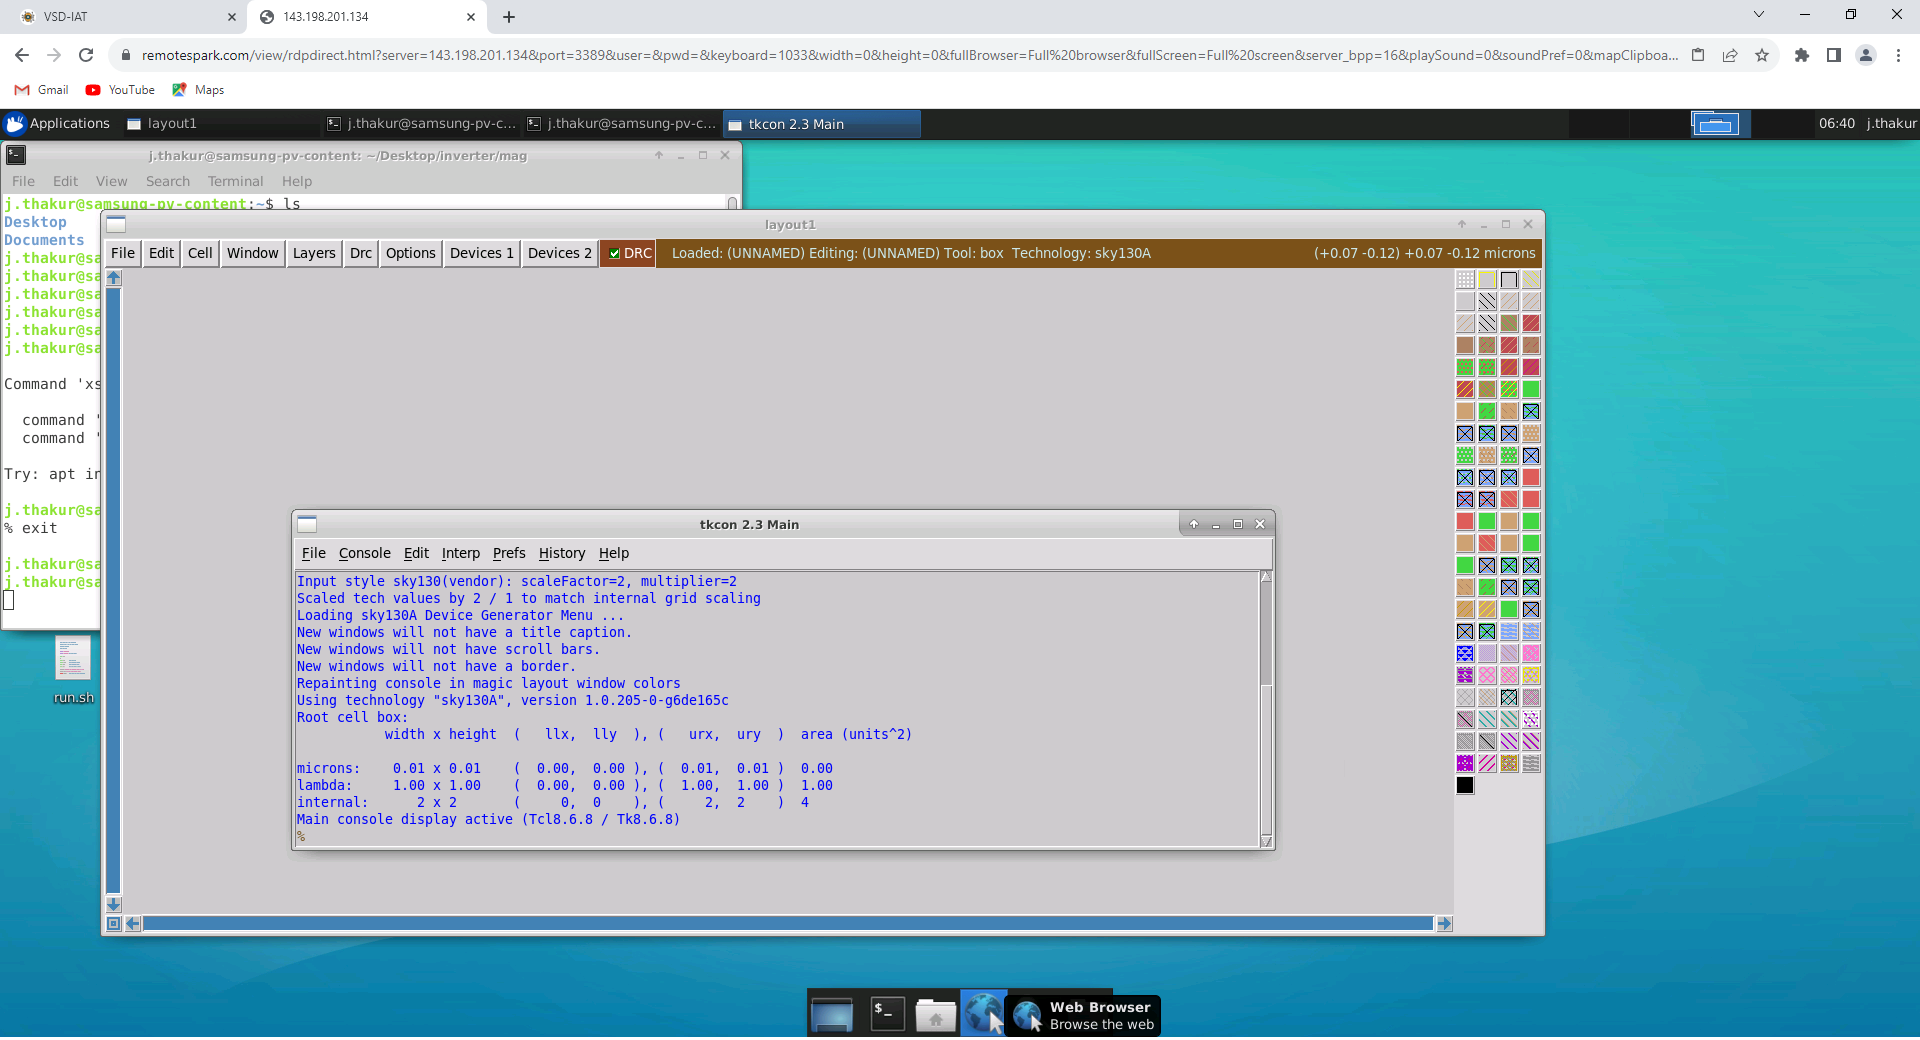 VSD-IAT
143.198.201.134
remotespark.com/view/rdpdirect.html?server=143.198.201.134&port=3389&user=&pwd=&keyboard=1033&width=0&height=0&fullBrowser=Full%20browser&fullScreen=Full%20screen&server_bpp=16&playSound=0&soundPref=0&mapClipboa...
Gmail
YouTube
Maps
Applications
layout1
j.thakur@samsung-pv-c...
j.thakur@samsung-pv-c...
tkcon 2.3 Main
06:40
j.thakur
j.thakur@samsung-pv-content: ~/Desktop/inverter/mag
File Edit View Search Terminal Help
j.thakur@samsung-pv-content:~$ ls
Desktop
Documents
j.thakur@sa
j.thakur@sa
j.thakur@sa
j.thakur@sa
j.thakur@sa
j.thakur@sa
Command 'xs
command '
command '
Try: apt in
j.thakur@sa
% exit
j.thakur@sa
j.thakur@sa
layout1
File Edit Cell Window Layers Drc Options Devices 1 Devices 2 DRC Loaded: (UNNAMED) Editing: (UNNAMED) Tool: box Technology: sky130A (+0.07 -0.12) +0.07 -0.12 microns
tkcon 2.3 Main
File Console Edit Interp Prefs History Help
Input style sky130(vendor): scaleFactor=2, multiplier=2
Scaled tech values by 2 / 1 to match internal grid scaling
Loading sky130A Device Generator Menu ...
New windows will not have a title caption.
New windows will not have scroll bars.
New windows will not have a border.
Repainting console in magic layout window colors
Using technology "sky130A", version 1.0.205-0-g6de165c
Root cell box:
width x height ( llx, lly ), ( urx, ury ) area (units^2)
microns: 0.01 x 0.01 ( 0.00, 0.00 ), ( 0.01, 0.01 ) 0.00
lambda: 1.00 x 1.00 ( 0.00, 0.00 ), ( 1.00, 1.00 ) 1.00
internal: 2 x 2 ( 0, 0 ), ( 2, 2 ) 4
Main console display active (Tcl8.6.8 / Tk8.6.8)
%
run.sh
Web Browser
Browse the web